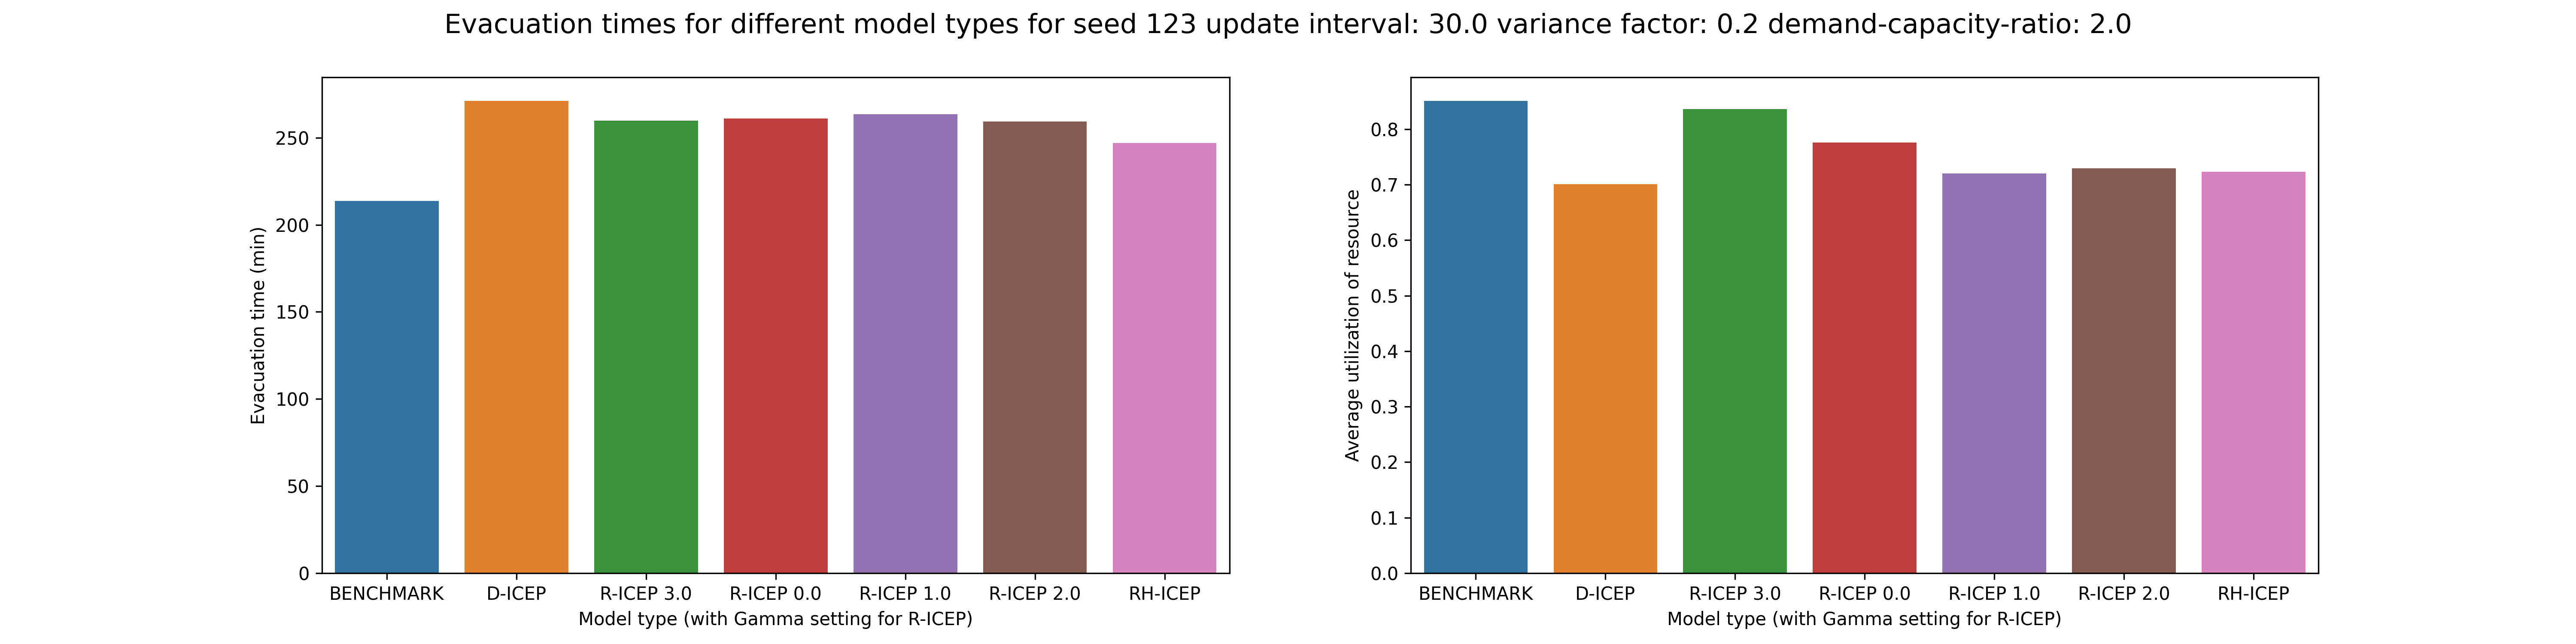 Evacuation times for different model types for seed 123 update interval: 30.0 variance factor: 0.2 demand-capacity-ratio: 2.0
Evacuation time (min)
250
200
150
100
50
0
BENCHMARK D-ICEP R-ICEP 3.0 R-ICEP 0.0 R-ICEP 1.0 R-ICEP 2.0 RH-ICEP
Model type (with Gamma setting for R-ICEP)
Average utilization of resource
0.8
0.7
0.6
0.5
0.4
0.3
0.2
0.1
0.0
BENCHMARK D-ICEP R-ICEP 3.0 R-ICEP 0.0 R-ICEP 1.0 R-ICEP 2.0 RH-ICEP
Model type (with Gamma setting for R-ICEP)